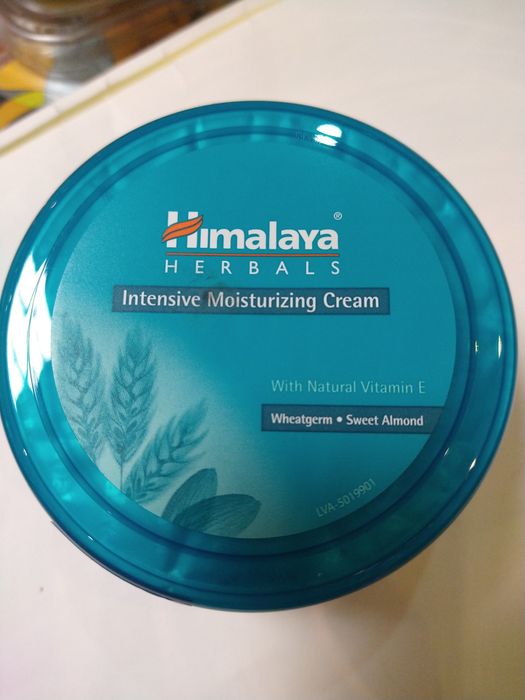 Himalaya®
HERBALS
Intensive Moisturizing Cream
With Natural Vitamin E
Wheatgerm • Sweet Almond
LVA-5019901